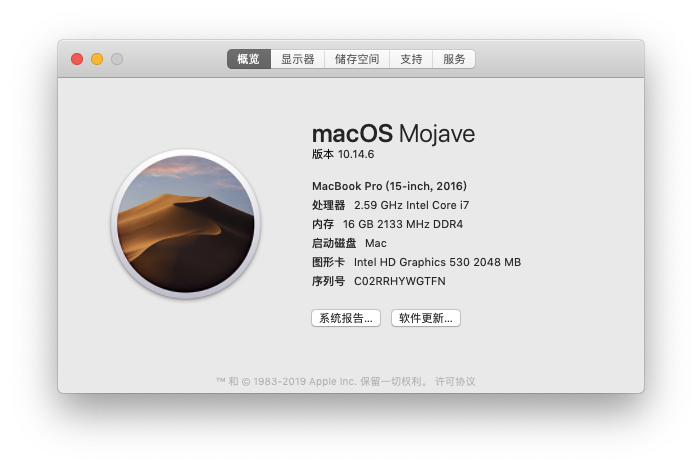 概览 显示器 储存空间 支持 服务
macOS Mojave
版本 10.14.6
MacBook Pro (15-inch, 2016)
处理器 2.59 GHz Intel Core i7
内存 16 GB 2133 MHz DDR4
启动磁盘 Mac
图形卡 Intel HD Graphics 530 2048 MB
序列号 C02RRHYWGTFN
系统报告... 软件更新...
™ 和 © 1983-2019 Apple Inc. 保留一切权利。 许可协议